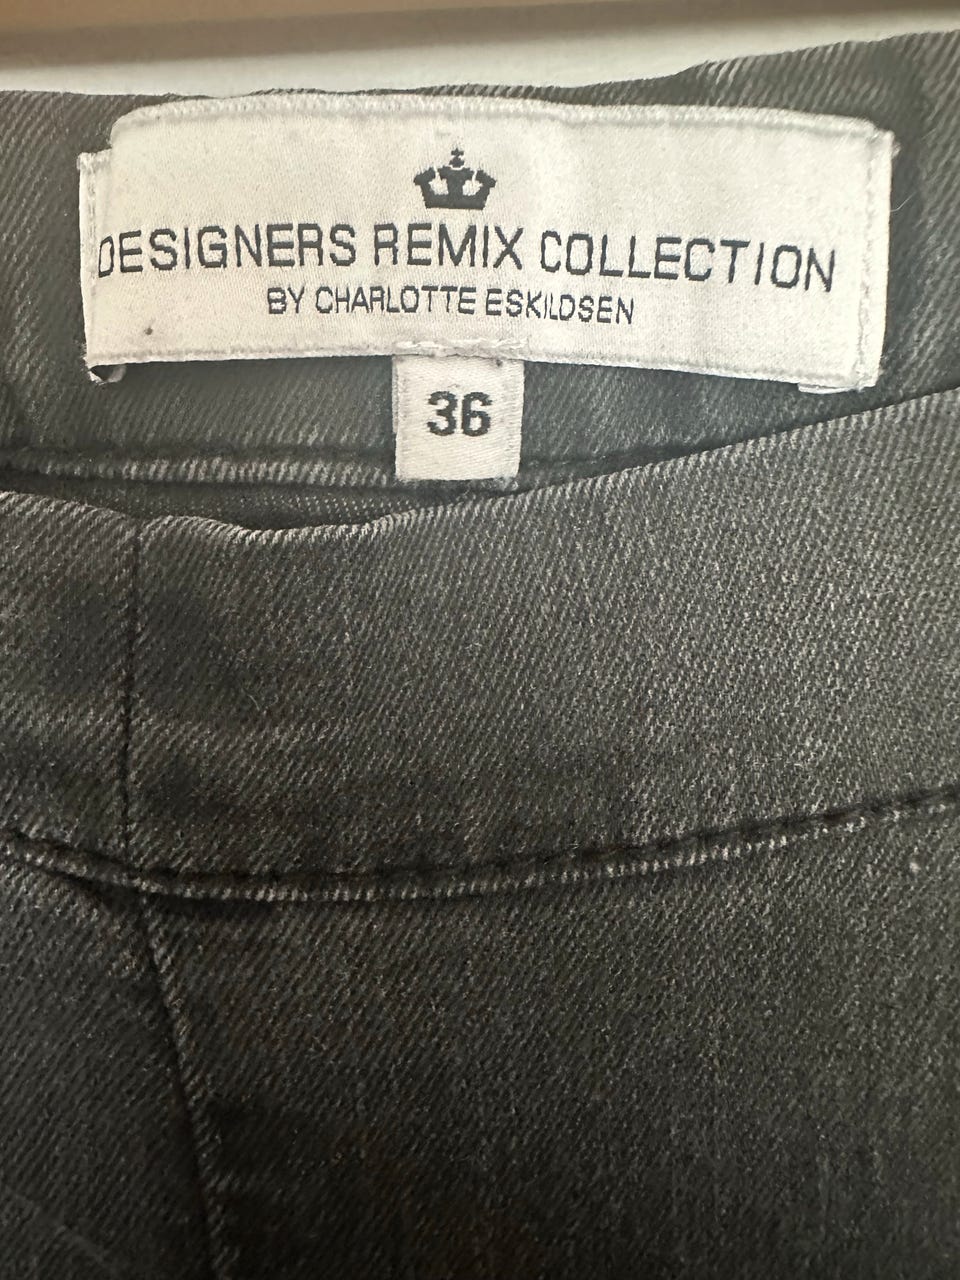 DESIGNERS REMIX COLLECTION
BY CHARLOTTE ESKILDSEN
36